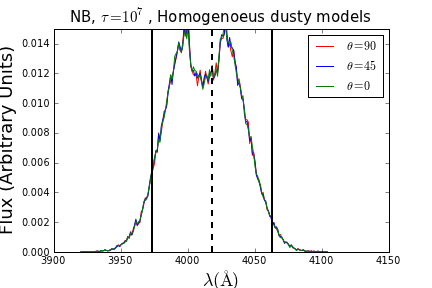 NB, τ=10⁷ , Homogenoeus dusty models
Flux (Arbitrary Units)
0.014
0.012
0.010
0.008
0.006
0.004
0.002
0.000
θ=90
θ=45
θ=0
3900
3950
4000
4050
4100
4150
λ(Å)